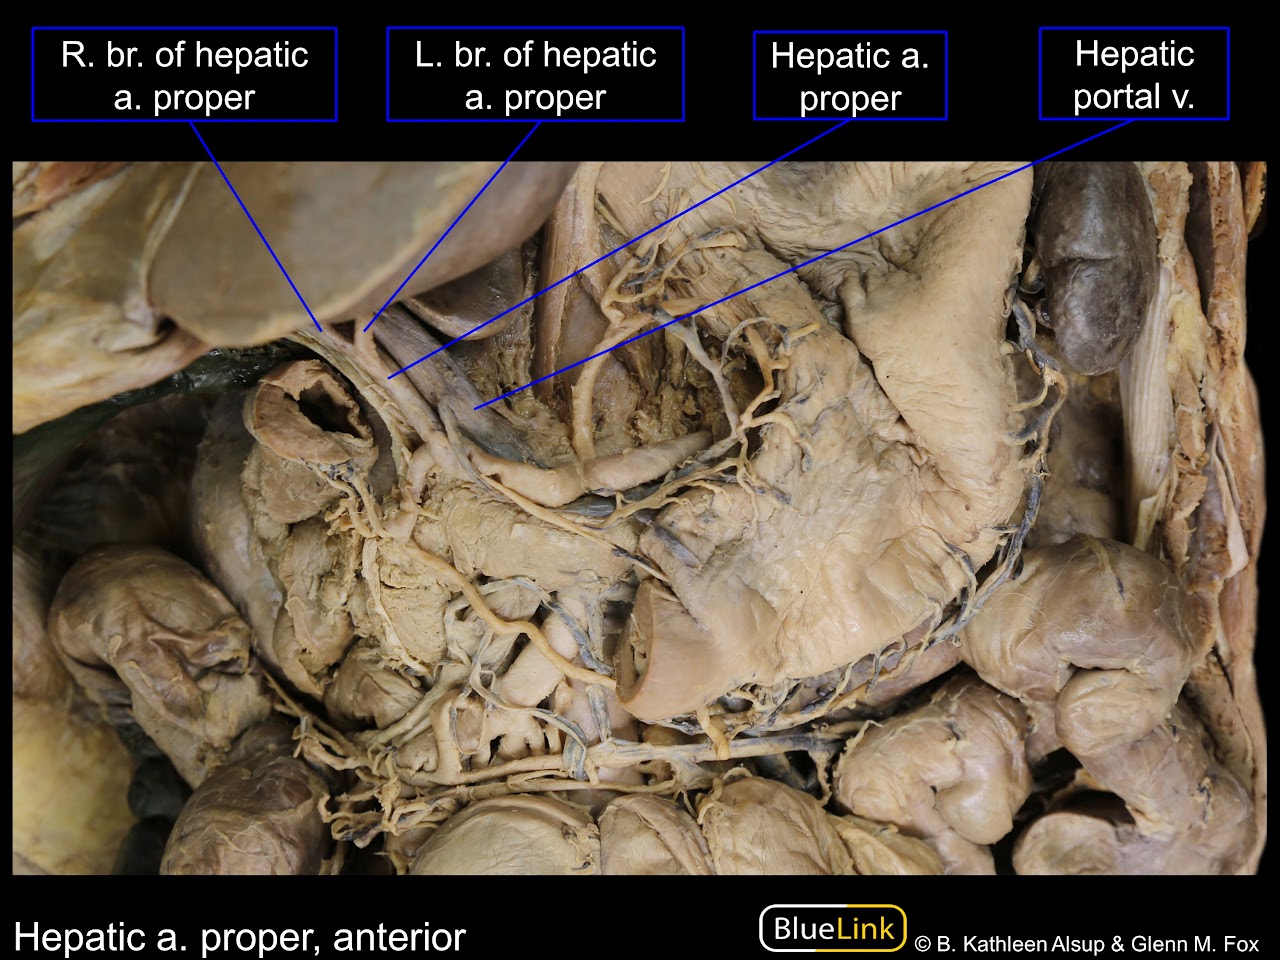 R. br. of hepatic
a. proper
L. br. of hepatic
a. proper
Hepatic a.
proper
Hepatic
portal v.
Hepatic a. proper, anterior
BlueLink
© B. Kathleen Alsup & Glenn M. Fox